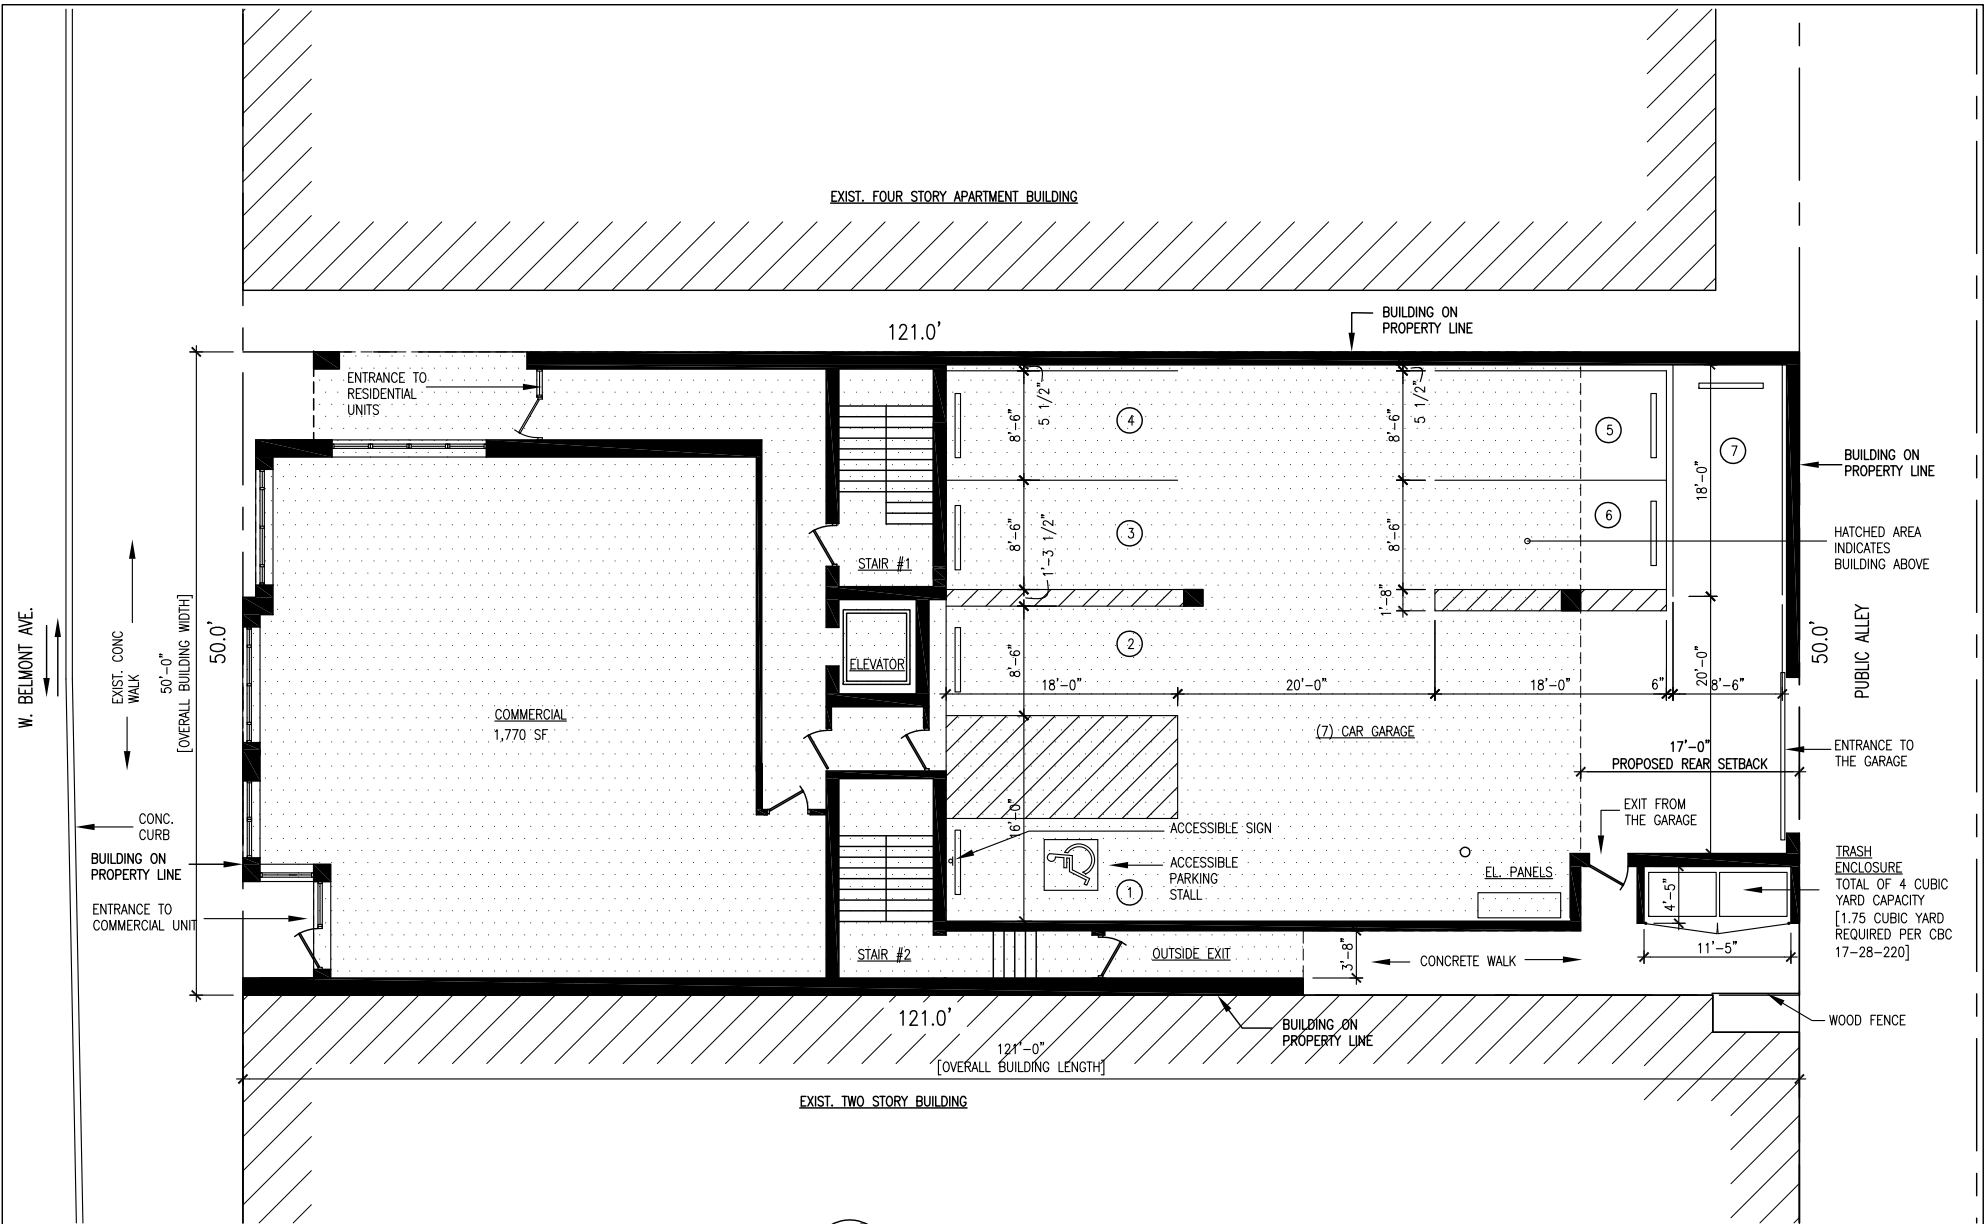 EXIST. FOUR STORY APARTMENT BUILDING
121.0'
BUILDING ON
PROPERTY LINE
ENTRANCE TO
RESIDENTIAL
UNITS
8'-6"
5 1/2"
4
8'-6"
5 1/2"
5
7
18'-0"
BUILDING ON
PROPERTY LINE
8'-6"
1'-3 1/2"
3
8'-6"
6
HATCHED AREA
INDICATES
BUILDING ABOVE
STAIR #1
1'-8"
W. BELMONT AVE.
EXIST. CONC
WALK
50'-0"
[OVERALL BUILDING WIDTH]
50.0'
ELEVATOR
8'-6"
2
18'-0"
20'-0"
18'-0"
6"
8'-6"
20'-0"
50.0'
PUBLIC ALLEY
COMMERCIAL
1,770 SF
(7) CAR GARAGE
17'-0"
PROPOSED REAR SETBACK
ENTRANCE TO
THE GARAGE
CONC.
CURB
16'-0"
ACCESSIBLE SIGN
EXIT FROM
THE GARAGE
BUILDING ON
PROPERTY LINE
ACCESSIBLE
PARKING
STALL
1
EL. PANELS
4'-5"
TRASH
ENCLOSURE
TOTAL OF 4 CUBIC
YARD CAPACITY
[1.75 CUBIC YARD
REQUIRED PER CBC
17-28-220]
ENTRANCE TO
COMMERCIAL UNIT
STAIR #2
OUTSIDE EXIT
3'-8"
CONCRETE WALK
11'-5"
121.0'
BUILDING ON
PROPERTY LINE
WOOD FENCE
121'-0"
[OVERALL BUILDING LENGTH]
EXIST. TWO STORY BUILDING